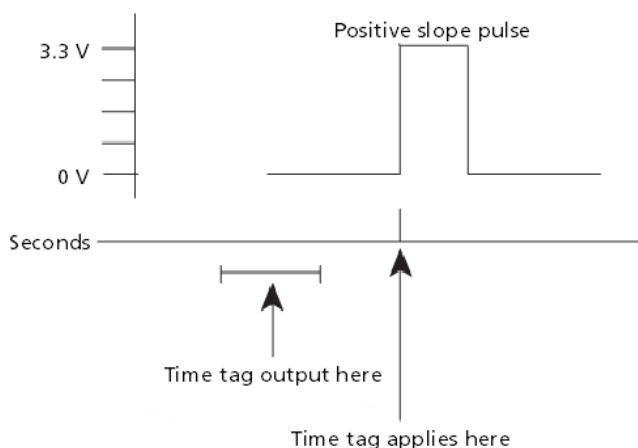 Positive slope pulse
3.3 V
0 V
Seconds
Time tag output here
Time tag applies here